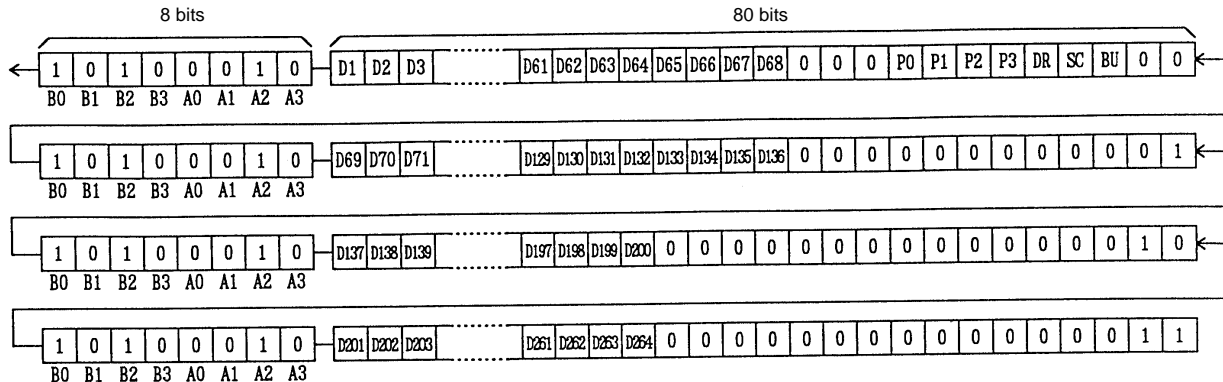 8 bits 80 bits
1 0 1 0 0 0 1 0 D1 D2 D3 D61 D62 D63 D64 D65 D66 D67 D68 0 0 0 P0 P1 P2 P3 DR SC BU 0 0
B0 B1 B2 B3 A0 A1 A2 A3
1 0 1 0 0 0 1 0 D69 D70 D71 D129 D130 D131 D132 D133 D134 D135 D136 0 0 0 0 0 0 0 0 0 0 0 1
B0 B1 B2 B3 A0 A1 A2 A3
1 0 1 0 0 0 1 0 D137 D138 D139 D197 D198 D199 D200 0 0 0 0 0 0 0 0 0 0 0 0 0 0 1 0
B0 B1 B2 B3 A0 A1 A2 A3
1 0 1 0 0 0 1 0 D201 D202 D203 D261 D262 D263 D264 0 0 0 0 0 0 0 0 0 0 0 0 0 0 1 1
B0 B1 B2 B3 A0 A1 A2 A3